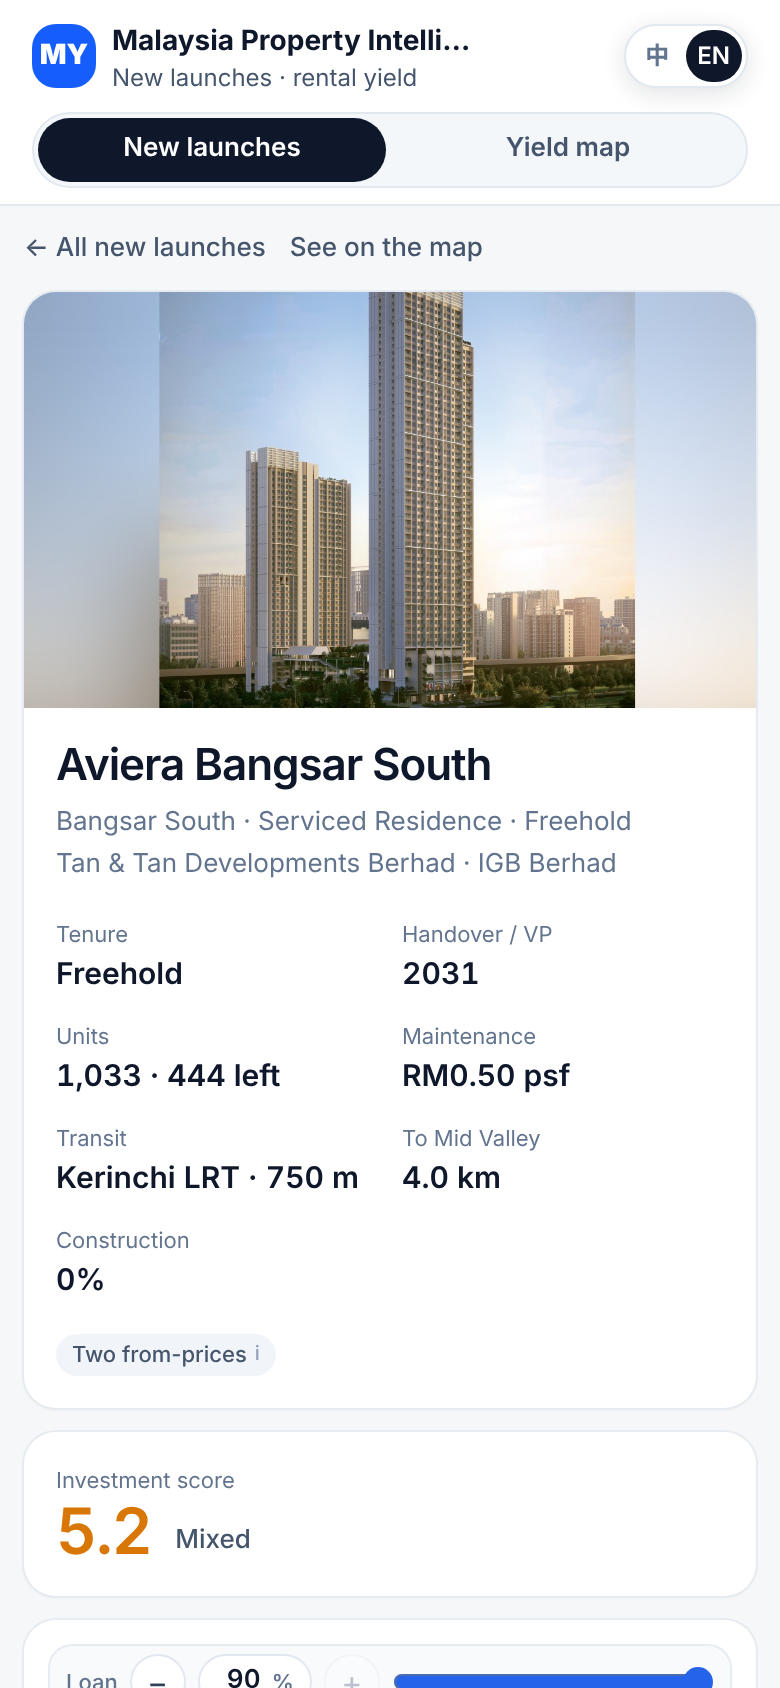 MY
Malaysia Property Intelli...
New launches · rental yield
中 EN
New launches
Yield map
← All new launches
See on the map
Aviera Bangsar South
Bangsar South · Serviced Residence · Freehold
Tan & Tan Developments Berhad · IGB Berhad
Tenure
Freehold
Handover / VP
2031
Units
1,033 · 444 left
Maintenance
RM0.50 psf
Transit
Kerinchi LRT · 750 m
To Mid Valley
4.0 km
Construction
0%
Two from-prices i
Investment score
5.2 Mixed
Loan − 90 % +